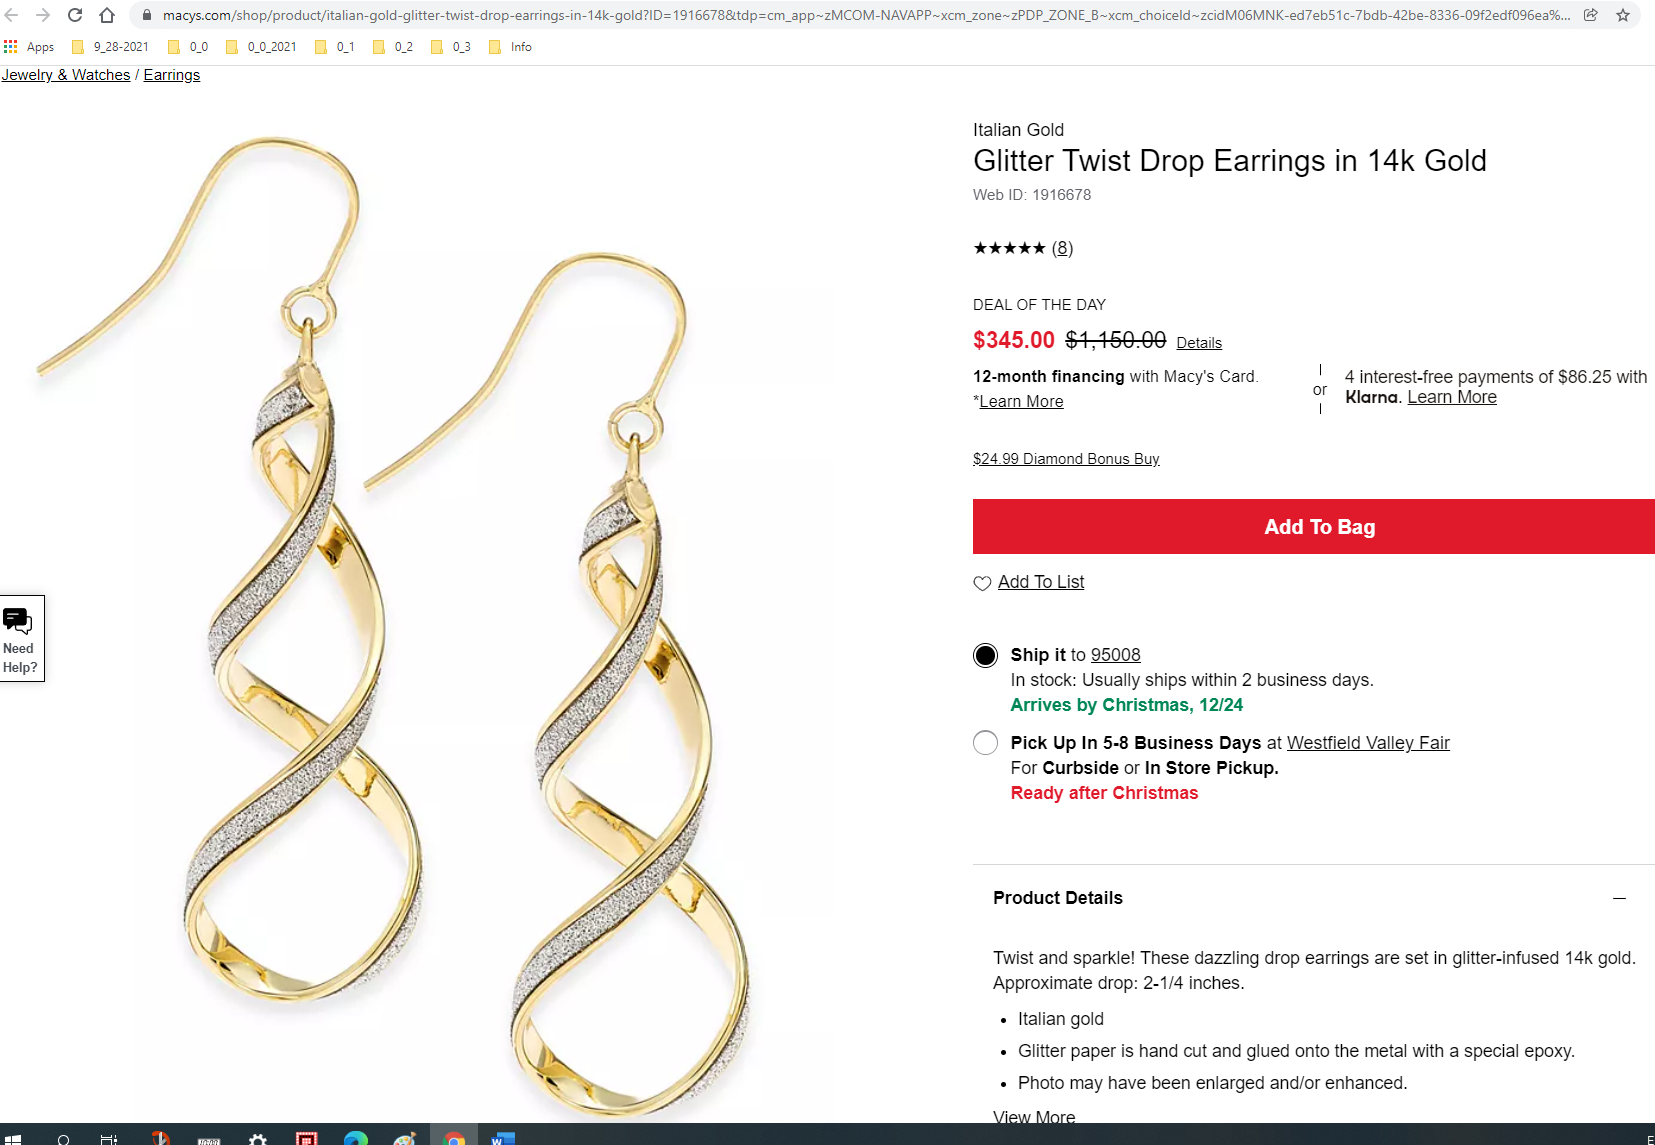 macys.com/shop/product/italian-gold-glitter-twist-drop-earrings-in-14k-gold?ID=1916678&tdp=cm_app~zMCOM-NAVAPP~xcm_zone~zPDP_ZONE_B~xcm_choiceId~zcidM06MNK-ed7eb51c-7bdb-42be-8336-09f2edf096ea%...
Apps 9_28-2021 0_0 0_0_2021 0_1 0_2 0_3 Info
Jewelry & Watches / Earrings
Italian Gold
Glitter Twist Drop Earrings in 14k Gold
Web ID: 1916678
★★★★★ (8)
DEAL OF THE DAY
$345.00 $1,150.00 Details
12-month financing with Macy's Card.
*Learn More
or
4 interest-free payments of $86.25 with
Klarna. Learn More
$24.99 Diamond Bonus Buy
Add To Bag
Add To List
Need
Help?
Ship it to 95008
In stock: Usually ships within 2 business days.
Arrives by Christmas, 12/24
Pick Up In 5-8 Business Days at Westfield Valley Fair
For Curbside or In Store Pickup.
Ready after Christmas
Product Details
Twist and sparkle! These dazzling drop earrings are set in glitter-infused 14k gold.
Approximate drop: 2-1/4 inches.
• Italian gold
• Glitter paper is hand cut and glued onto the metal with a special epoxy.
• Photo may have been enlarged and/or enhanced.
View More